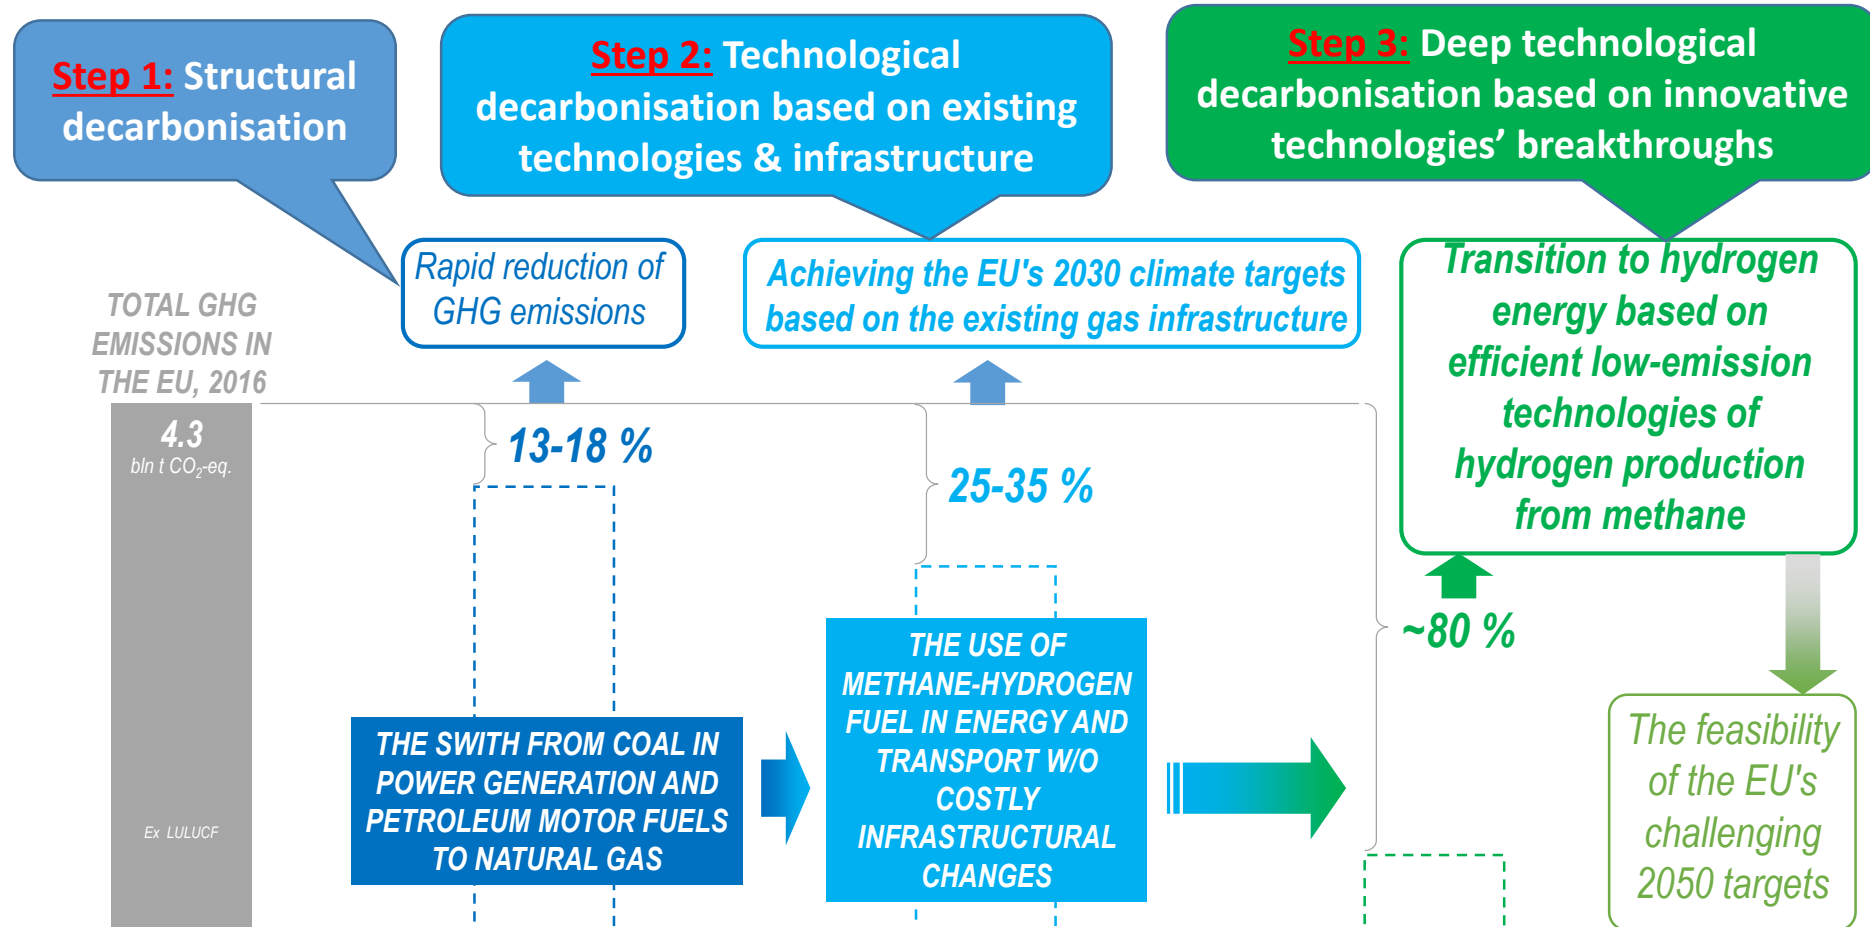 Step 1: Structural
decarbonisation
Step 2: Technological
decarbonisation based on existing
technologies & infrastructure
Step 3: Deep technological
decarbonisation based on innovative
technologies’ breakthroughs
Rapid reduction of
GHG emissions
Achieving the EU's 2030 climate targets
based on the existing gas infrastructure
Transition to hydrogen
energy based on
efficient low-emission
technologies of
hydrogen production
from methane
TOTAL GHG
EMISSIONS IN
THE EU, 2016
4.3
bln t CO₂-eq.
Ex LULUCF
13-18 %
25-35 %
~80 %
THE SWITH FROM COAL IN
POWER GENERATION AND
PETROLEUM MOTOR FUELS
TO NATURAL GAS
THE USE OF
METHANE-HYDROGEN
FUEL IN ENERGY AND
TRANSPORT W/O
COSTLY
INFRASTRUCTURAL
CHANGES
The feasibility
of the EU's
challenging
2050 targets